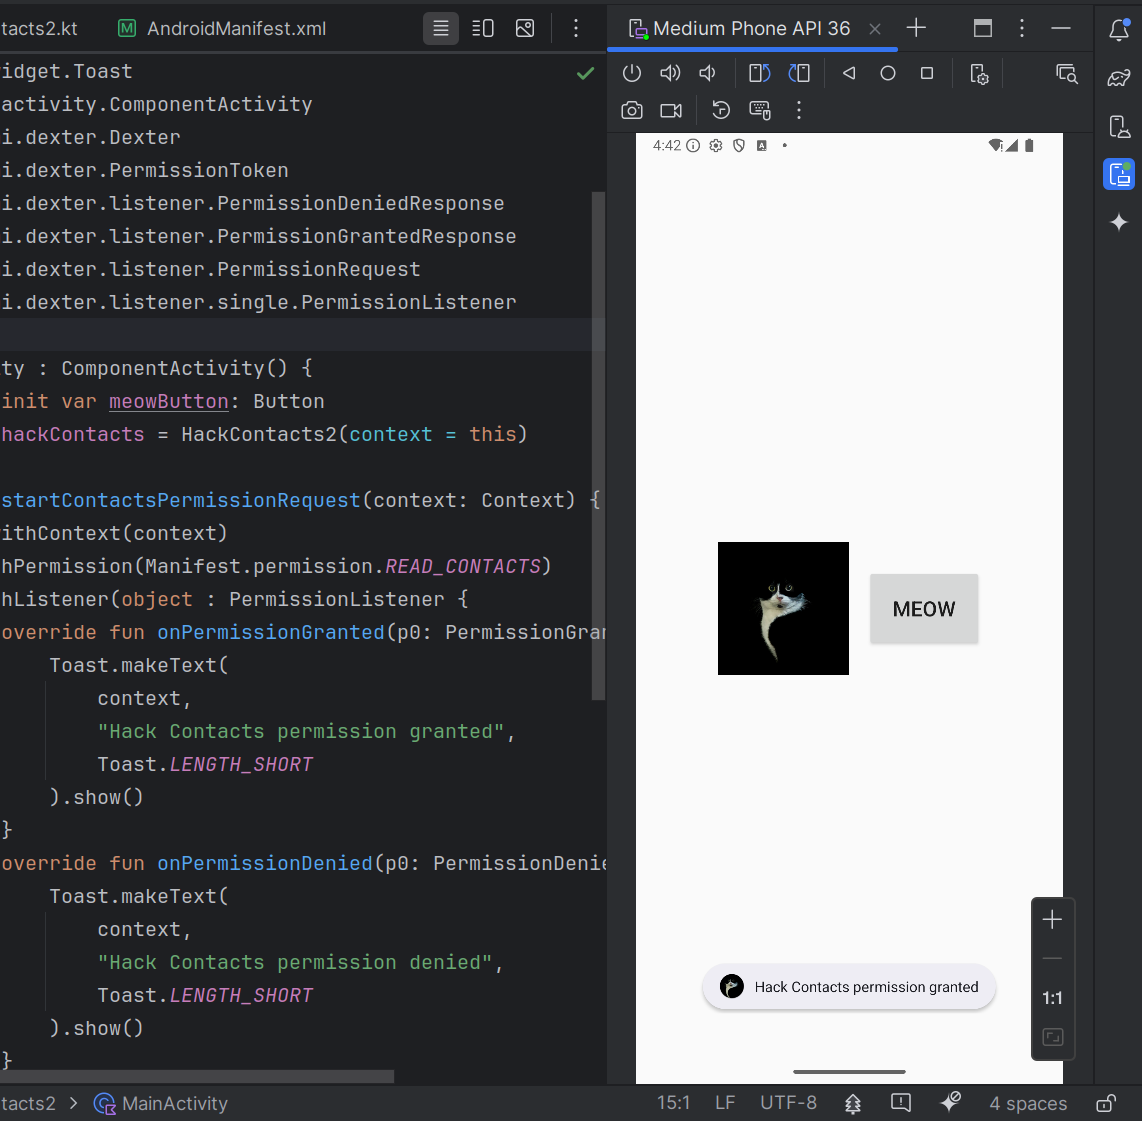 tacts2.kt AndroidManifest.xml
idget.Toast
activity.ComponentActivity
i.dexter.Dexter
i.dexter.PermissionToken
i.dexter.listener.PermissionDeniedResponse
i.dexter.listener.PermissionGrantedResponse
i.dexter.listener.PermissionRequest
i.dexter.listener.single.PermissionListener
ty : ComponentActivity() {
init var meowButton: Button
hackContacts = HackContacts2(context = this)
startContactsPermissionRequest(context: Context) {
ithContext(context)
hPermission(Manifest.permission.READ_CONTACTS)
hListener(object : PermissionListener {
override fun onPermissionGranted(p0: PermissionGran
Toast.makeText(
context,
"Hack Contacts permission granted",
Toast.LENGTH_SHORT
).show()
}
override fun onPermissionDenied(p0: PermissionDenie
Toast.makeText(
context,
"Hack Contacts permission denied",
Toast.LENGTH_SHORT
).show()
}
Medium Phone API 36
4:42
MEOW
Hack Contacts permission granted
1:1
tacts2 > MainActivity
15:1 LF UTF-8 4 spaces